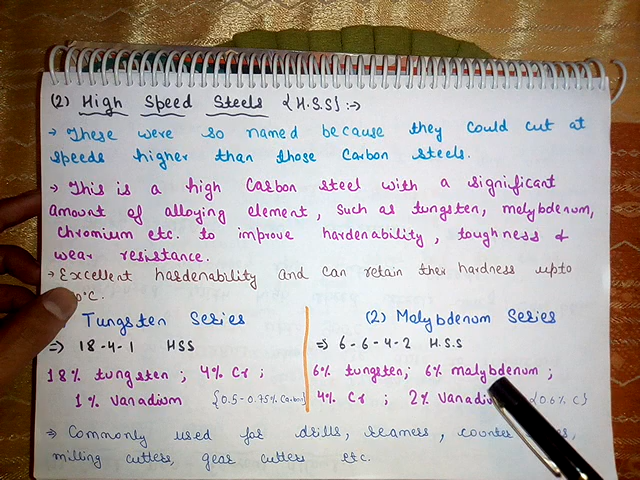 (2) High Speed Steels {H.S.S} :→
→ These were so named because they could cut at
speeds higher than those Carbon steels.
→ This is a high Carbon steel with a significant
amount of alloying element, such as tungsten, molybdenum,
chromium etc. to improve hardenability, toughness &
wear resistance.
→ Excellent hardenability and can retain their hardness upto
0°C.
Tungsten Series
(2) Molybdenum Series
⇒ 18-4-1 HSS
⇒ 6-6-4-2 H.S.S
18% tungsten ; 4% Cr ;
6% tungsten; 6% molybdenum ;
1% Vanadium {0.5-0.75% Carbon}
4% Cr ; 2% {0.6% C}
⇒ Commonly used for drills, reamers, counter
milling cutters, gear cutters etc.